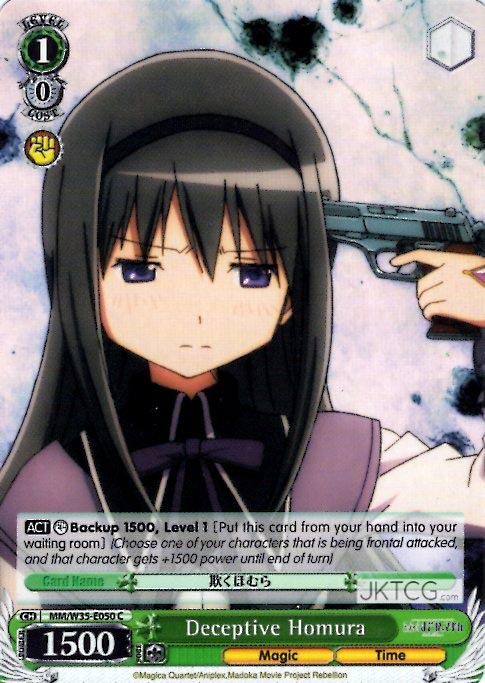 LEVEL
1
0
COST
ACT Backup 1500, Level 1 [Put this card from your hand into your
waiting room] (Choose one of your characters that is being frontal attacked,
and that character gets +1500 power until end of turn)
Card Name 欺くほむら
JKTCG.com
CH MM/W35-E050 C
POWER 1500 Deceptive Homura
SOUL Magic Time
©Magica Quartet/Aniplex,Madoka Movie Project Rebellion